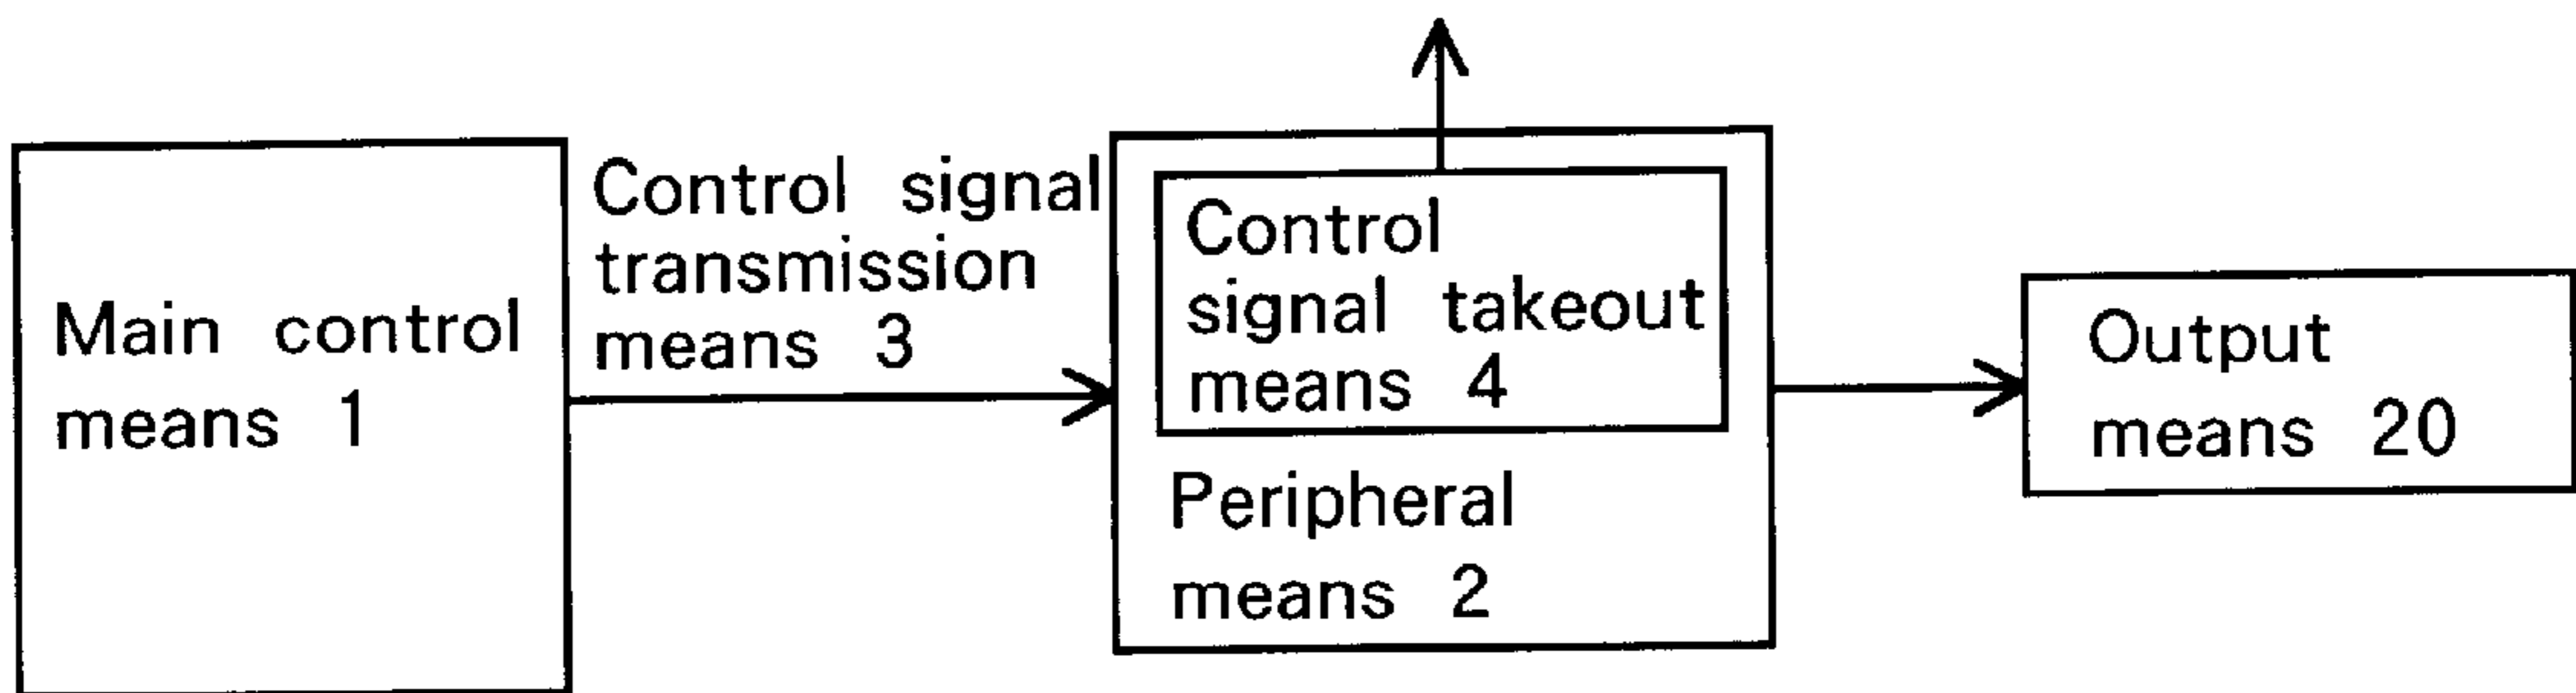 Main control
means 1
Control signal
transmission
means 3
Control
signal takeout
means 4
Peripheral
means 2
Output
means 20